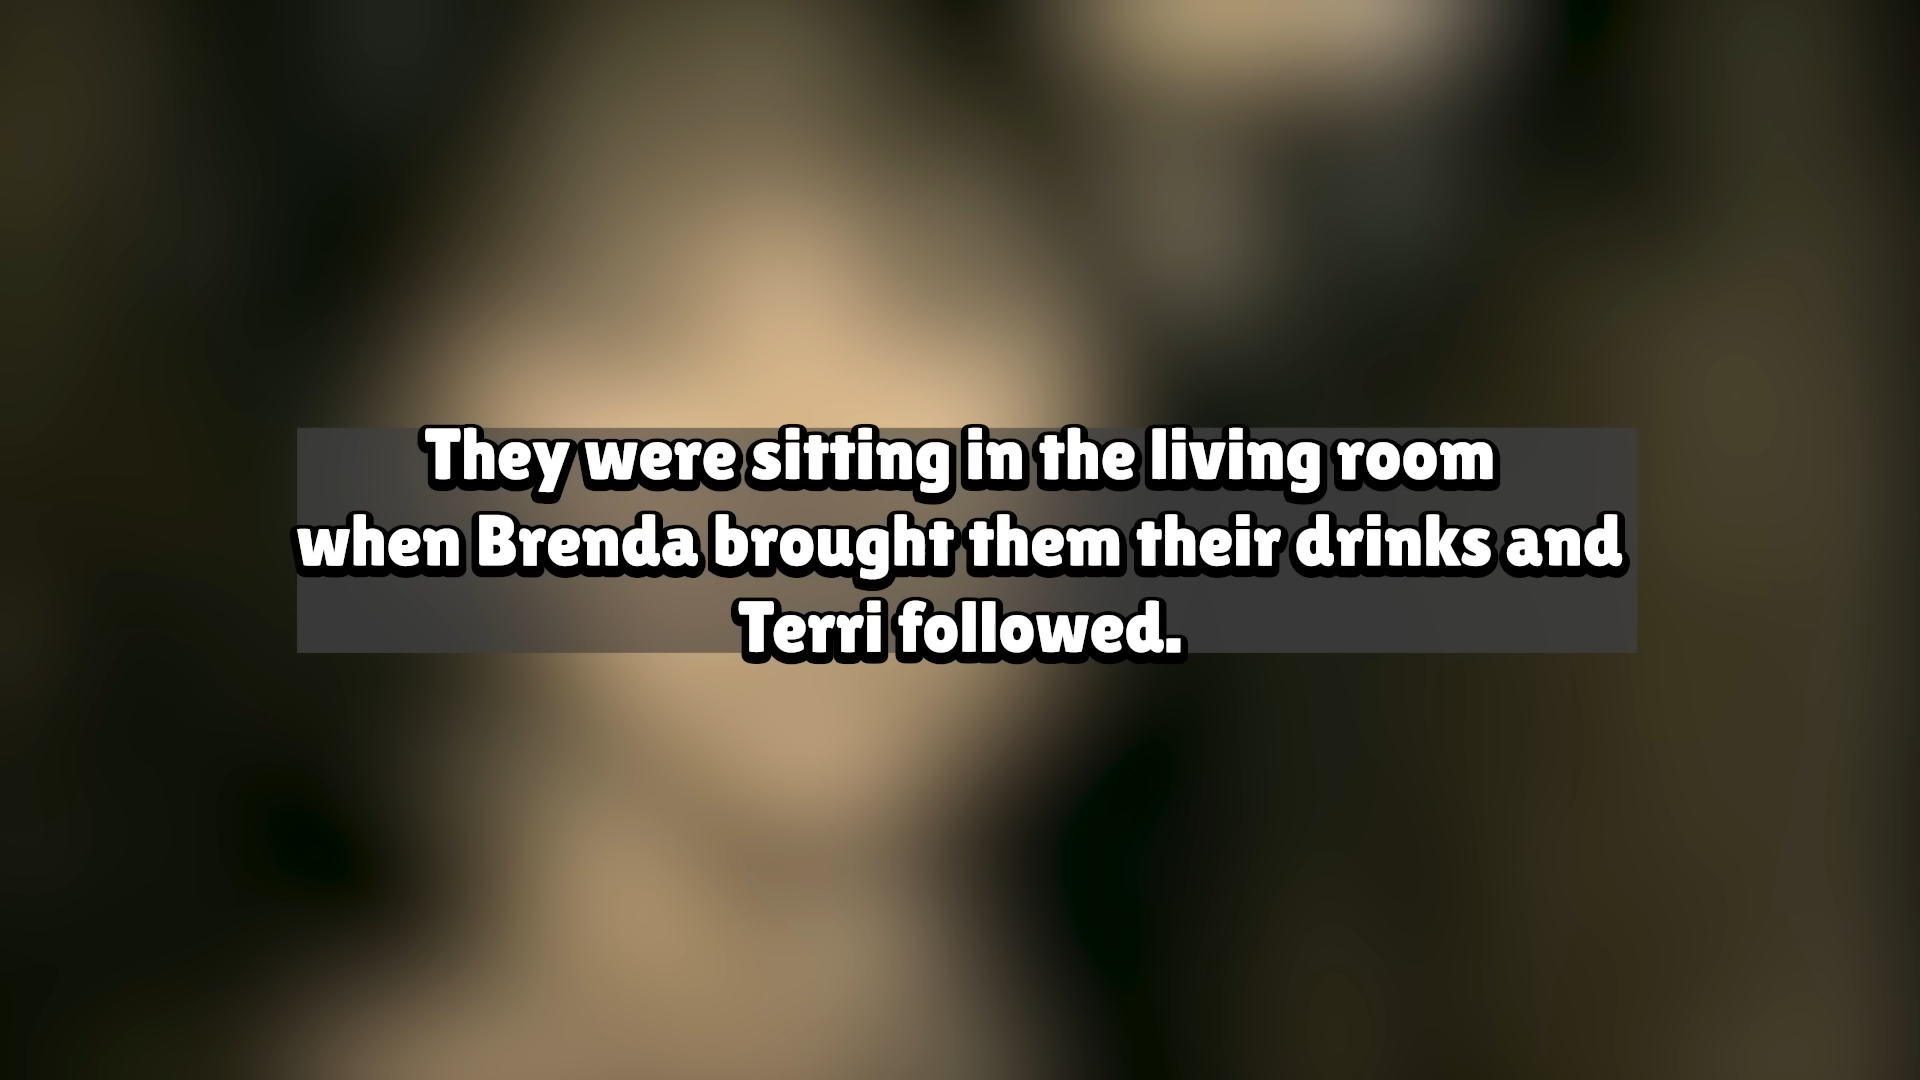 They were sitting in the living room
when Brenda brought them their drinks and
Terri followed.